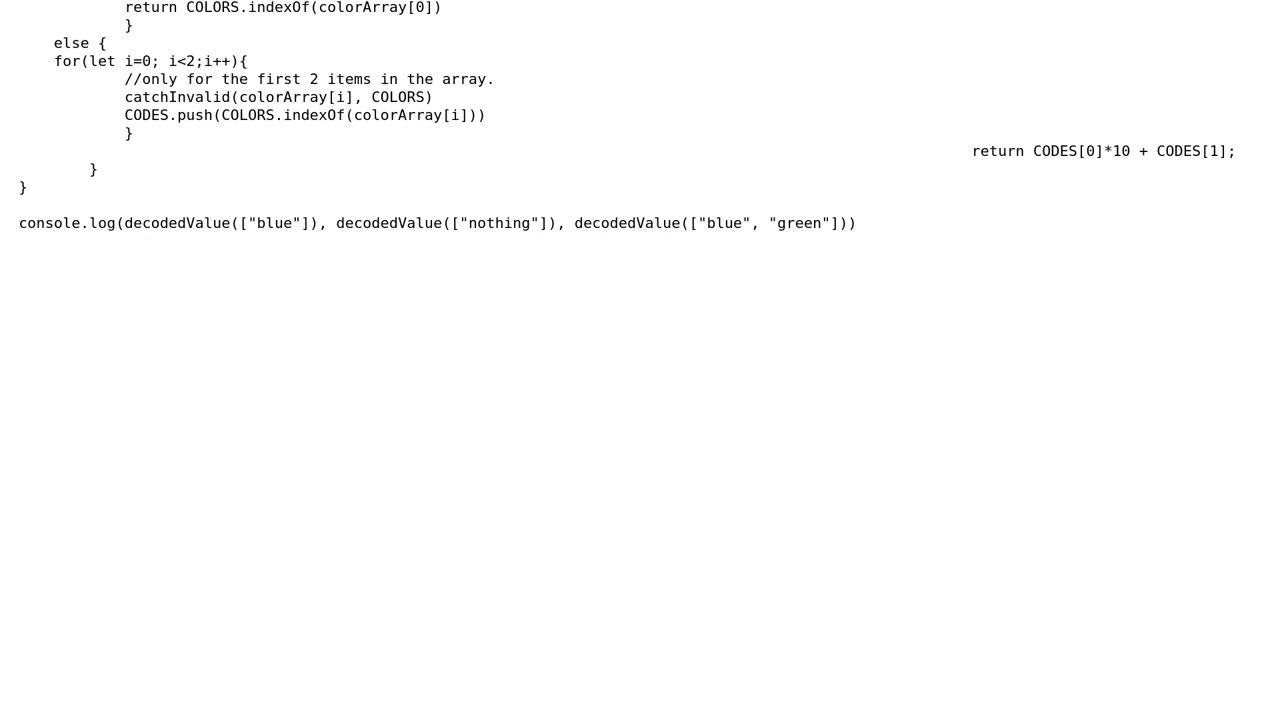 return COLORS.indexOf(colorArray[0])
}
else {
for(let i=0; i<2;i++){
//only for the first 2 items in the array.
catchInvalid(colorArray[i], COLORS)
CODES.push(COLORS.indexOf(colorArray[i]))
}
return CODES[0]*10 + CODES[1];
}
}
console.log(decodedValue(["blue"]), decodedValue(["nothing"]), decodedValue(["blue", "green"]))